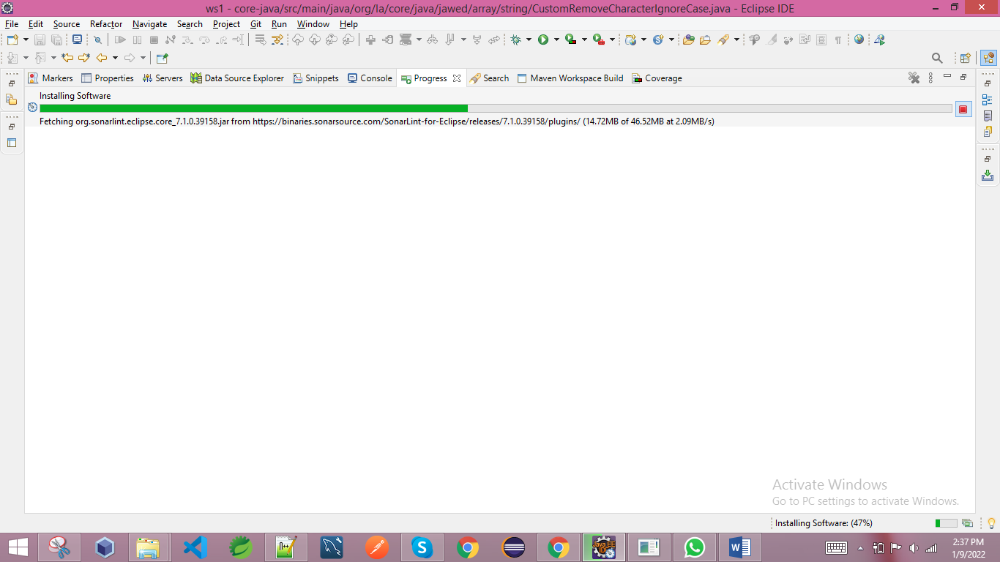 ws1 - core-java/src/main/java/org/la/core/java/jawed/array/string/CustomRemoveCharacterIgnoreCase.java - Eclipse IDE
File Edit Source Refactor Navigate Search Project Git Run Window Help
Markers Properties Servers Data Source Explorer Snippets Console Progress Search Maven Workspace Build Coverage
Installing Software
Fetching org.sonarlint.eclipse.core_7.1.0.39158.jar from https://binaries.sonarsource.com/SonarLint-for-Eclipse/releases/7.1.0.39158/plugins/ (14.72MB of 46.52MB at 2.09MB/s)
Activate Windows
Go to PC settings to activate Windows.
Installing Software: (47%)
Java EE
IDE
2:37 PM
1/9/2022